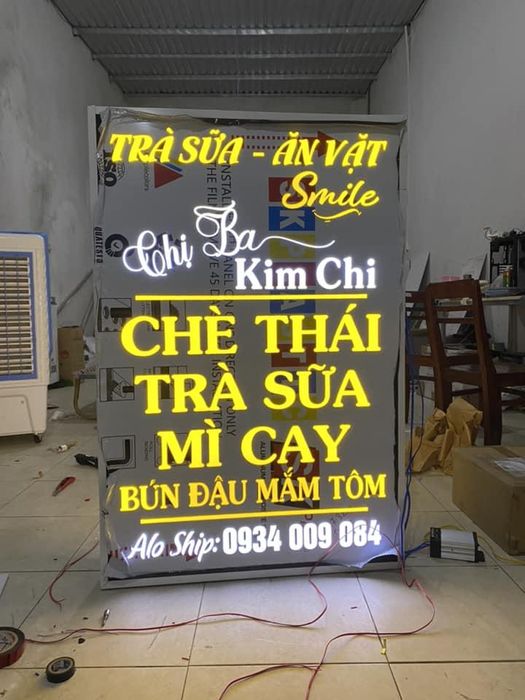 TRÀ SỮA - ĂN VẶT
Smile
Chị Ba
Kim Chi
CHÈ THÁI
TRÀ SỮA
MÌ CAY
BÚN ĐẬU MẮM TÔM
Alo Ship: 0934 009 084